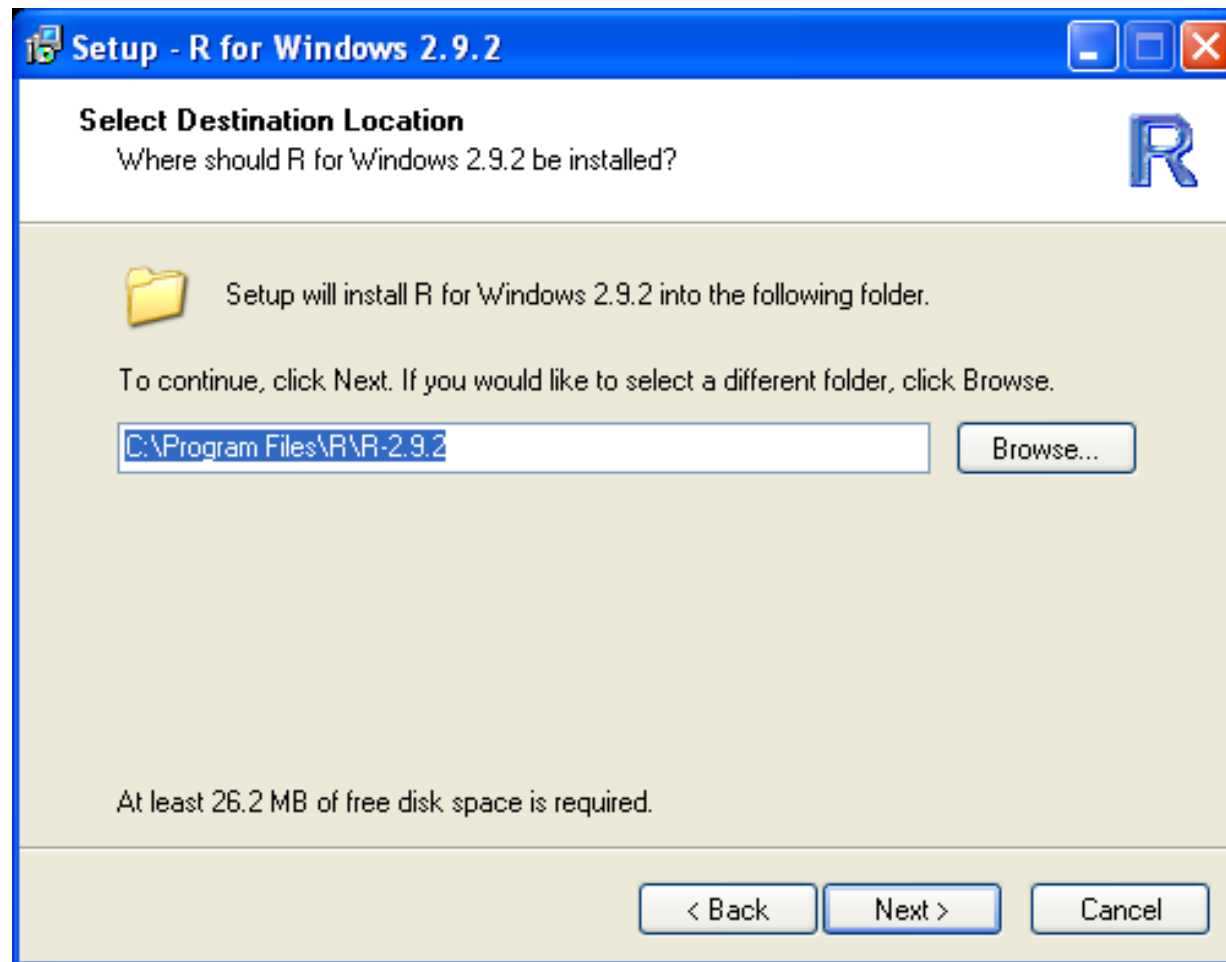 Setup - R for Windows 2.9.2
Select Destination Location
Where should R for Windows 2.9.2 be installed?
R
Setup will install R for Windows 2.9.2 into the following folder.
To continue, click Next. If you would like to select a different folder, click Browse.
C:\Program Files\R\R-2.9.2
Browse...
At least 26.2 MB of free disk space is required.
< Back
Next >
Cancel